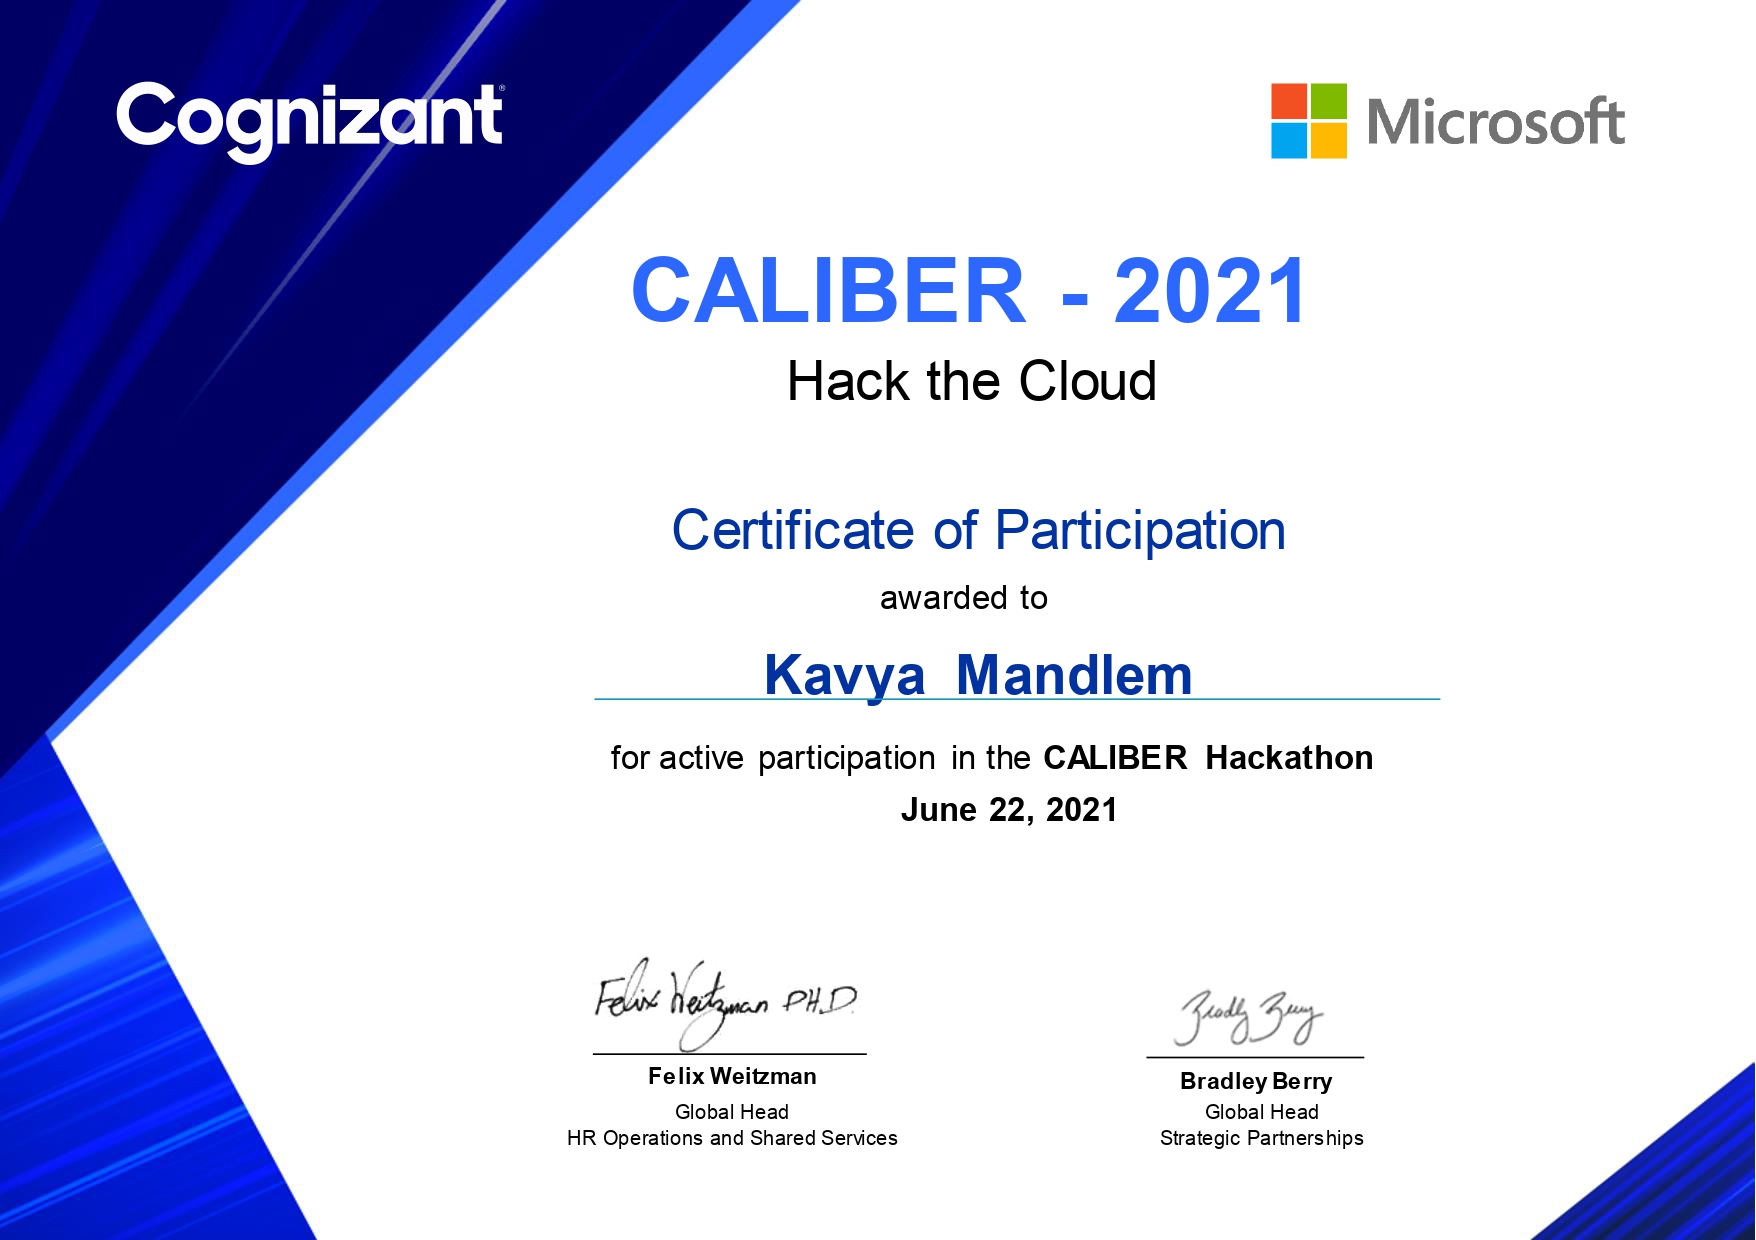 Cognizant®
Microsoft
CALIBER - 2021
Hack the Cloud
Certificate of Participation
awarded to
Kavya Mandlem
for active participation in the CALIBER Hackathon
June 22, 2021
Felix Weitzman PH.D.
Bradly Berry
Felix Weitzman
Bradley Berry
Global Head
Global Head
HR Operations and Shared Services
Strategic Partnerships